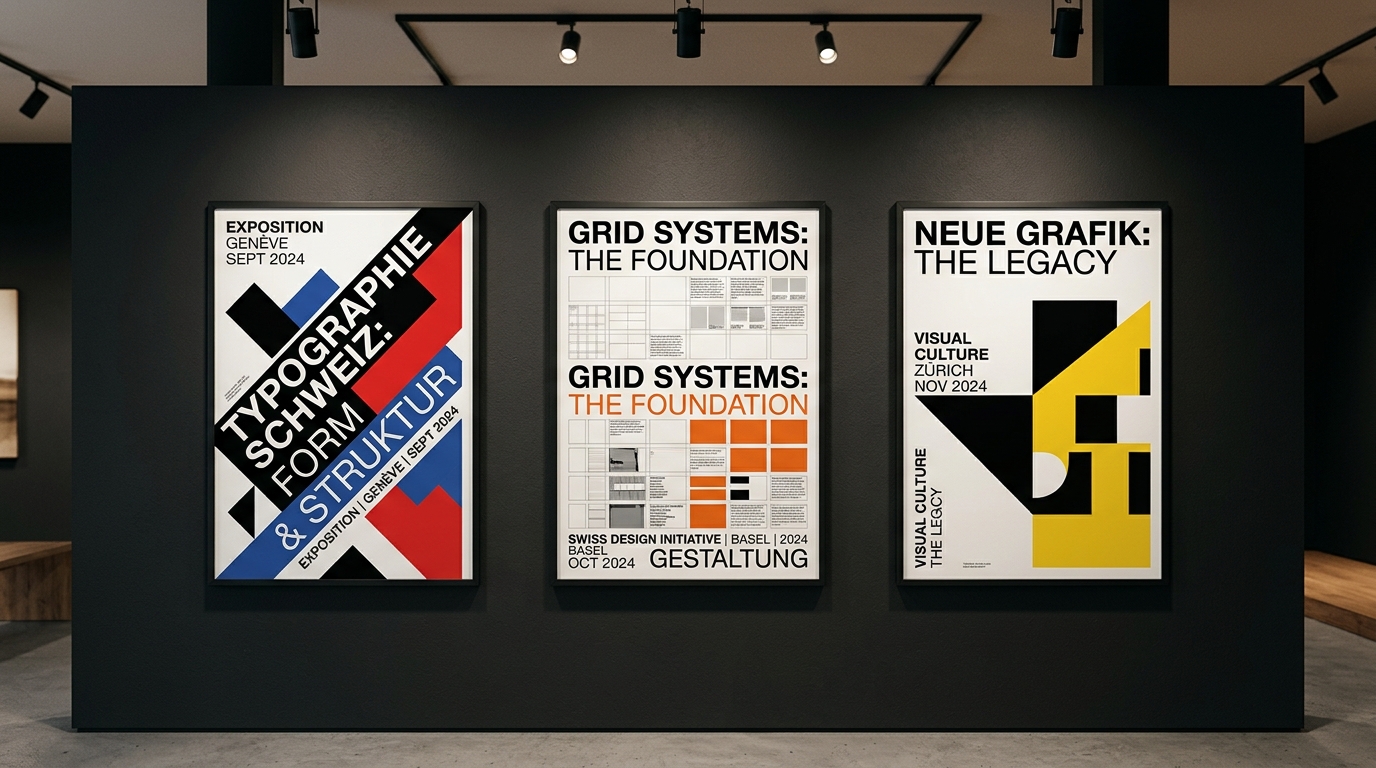 EXPOSITION
GENÈVE
SEPT 2024
TYPOGRAPHIE
SCHWEIZ:
FORM
& STRUKTUR
EXPOSITION | GENÈVE | SEPT 2024
GRID SYSTEMS:
THE FOUNDATION
GRID SYSTEMS:
THE FOUNDATION
SWISS DESIGN INITIATIVE | BASEL | 2024
BASEL
OCT 2024
GESTALTUNG
NEUE GRAFIK:
THE LEGACY
VISUAL
CULTURE
ZÜRICH
NOV 2024
VISUAL CULTURE
THE LEGACY